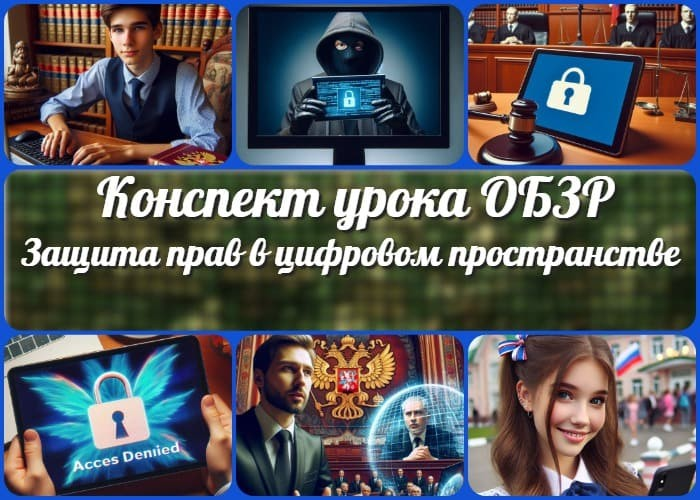 Конспект урока ОБЗР
Защита прав в цифровом пространстве
Acces Denied